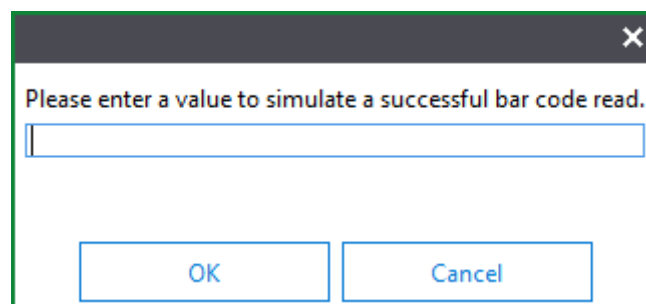 Please enter a value to simulate a successful bar code read.
OK
Cancel